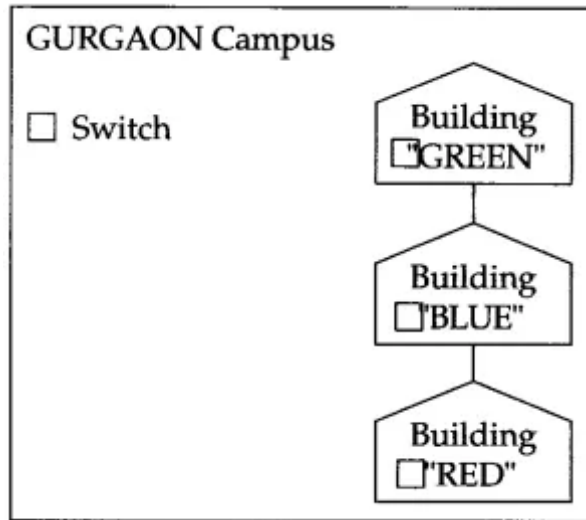 GURGAON Campus
Switch
Building
"GREEN"
Building
"BLUE"
Building
"RED"